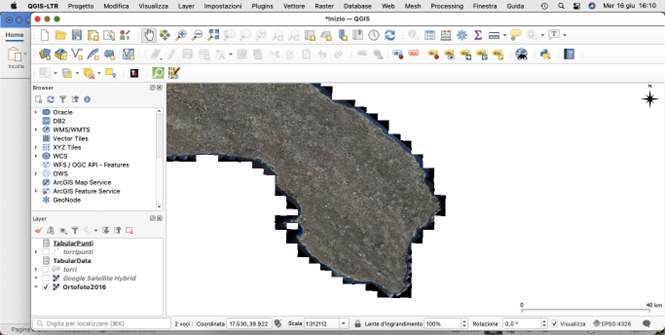 QGIS-LTR Progetto Modifica Visualizza Layer Impostazioni Plugins Vettore Raster Database Web Mesh Processing Finestra Guida Mer 16 giu 16:10
*Inizio — QGIS
Home
Incolla
Browser
Oracle
DB2
WMS/WMTS
Vector Tiles
XYZ Tiles
WCS
WFS / OGC API - Features
OWS
ArcGIS Map Service
ArcGIS Feature Service
GeoNode
Layer
TabularPunti
torripunti
TabularData
torri
Google Satellite Hybrid
Ortofoto2016
N
0 40 km
Digita per localizzare (⌘K) 2 voci Coordinata 17.530,39.922 Scala 1:312112 Lente d'ingrandimento 100% Rotazione 0,0 ° Visualizza EPSG:4326